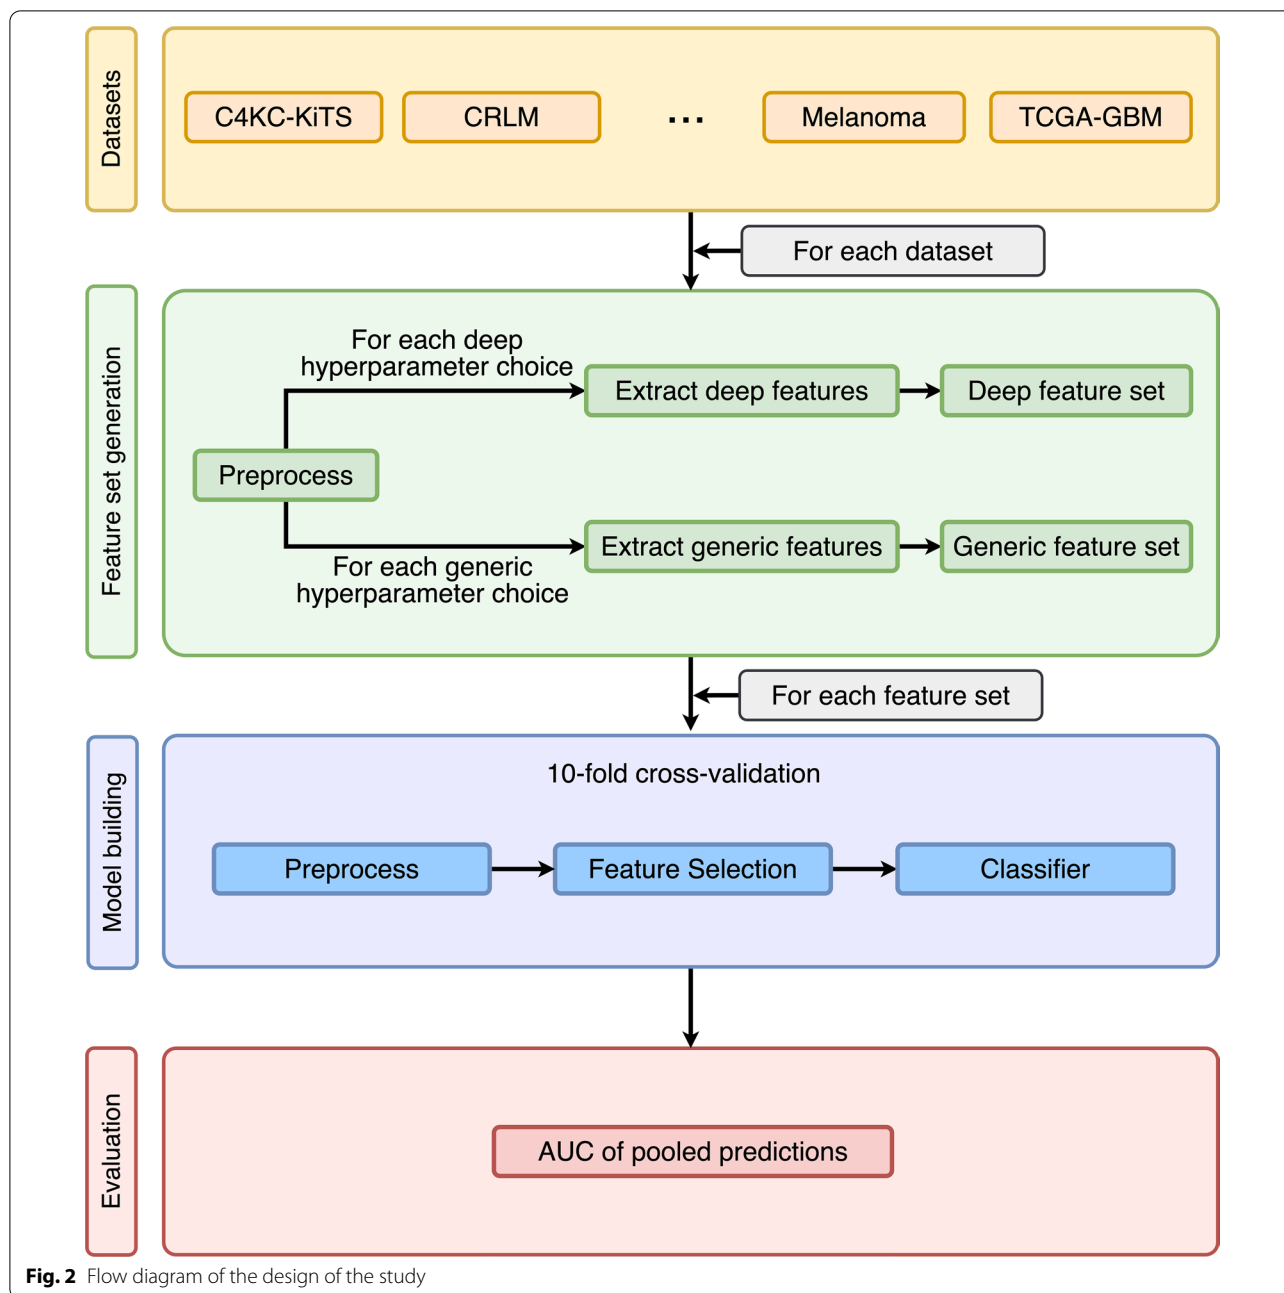 Datasets
C4KC-KiTS
CRLM
...
Melanoma
TCGA-GBM
For each dataset
Feature set generation
For each deep
hyperparameter choice
Extract deep features
Deep feature set
Preprocess
Extract generic features
Generic feature set
For each generic
hyperparameter choice
For each feature set
Model building
10-fold cross-validation
Preprocess
Feature Selection
Classifier
Evaluation
AUC of pooled predictions
Fig. 2 Flow diagram of the design of the study